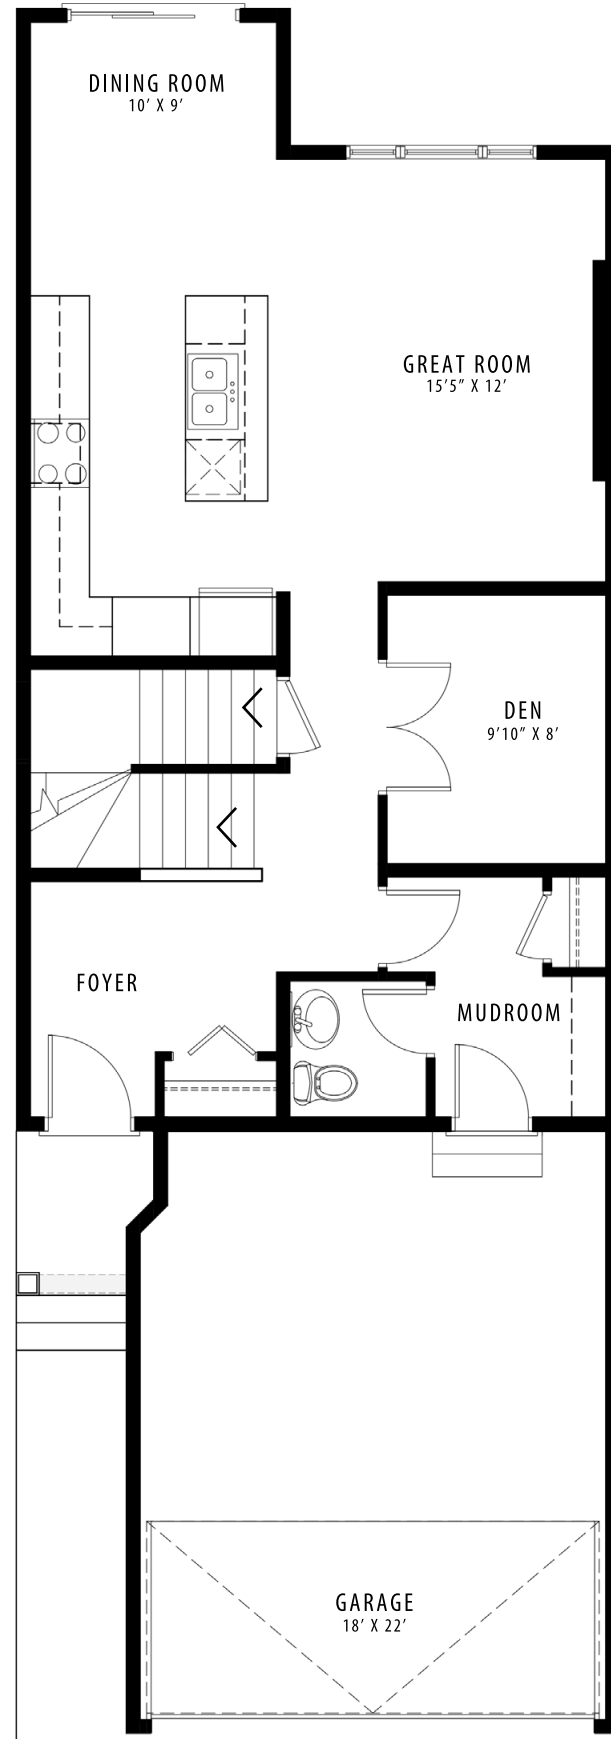 DINING ROOM
10’ X 9’
GREAT ROOM
15’5” X 12’
DEN
9’10” X 8’
FOYER
MUDROOM
GARAGE
18’ X 22’